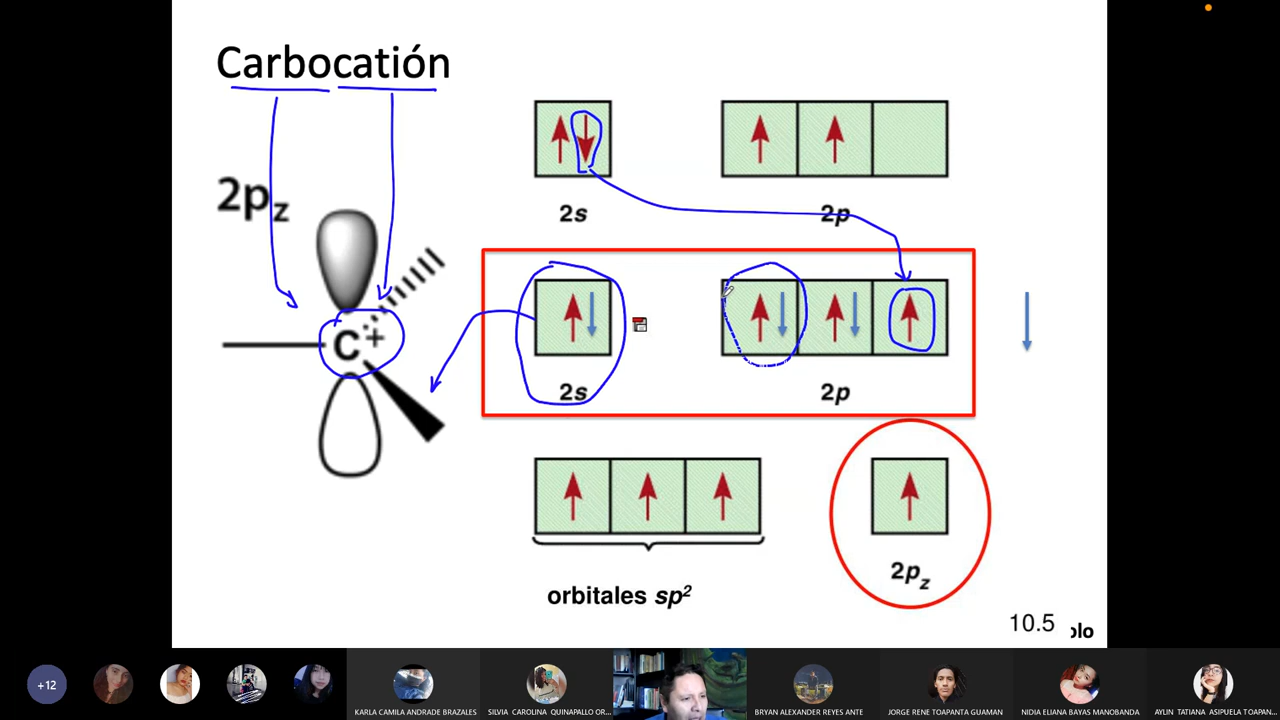 Carbocatión
2pz
2s
2p
C+
2s
2p
orbitales sp²
2pz
10.5
olo
+12
KARLA CAMILA ANDRADE BRAZALES
SILVIA CAROLINA QUINAPALLO OR...
BRYAN ALEXANDER REYES ANTE
JORGE RENE TOAPANTA GUAMAN
NIDIA ELIANA BAYAS MANOBANDA
AYLIN TATIANA ASIPUELA TOAPAN...